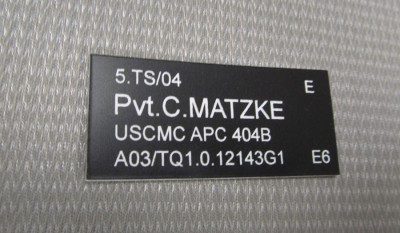 5.TS/04 E
Pvt.C.MATZKE
USCMC APC 404B
A03/TQ1.0.12143G1 E6